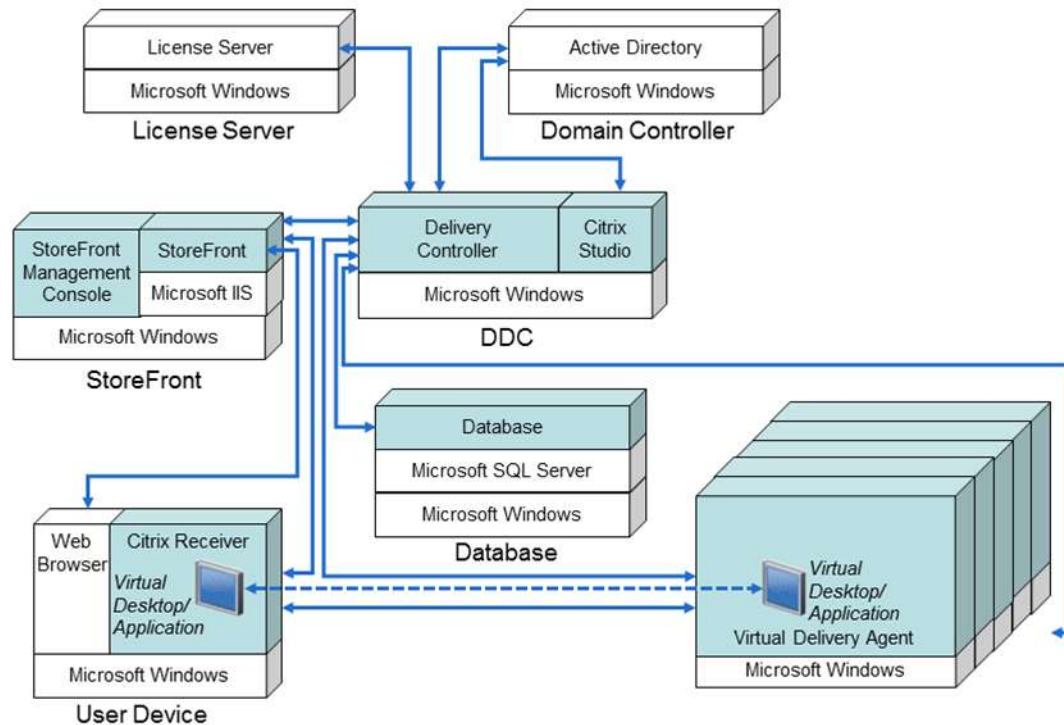 License Server
Microsoft Windows
License Server
Active Directory
Microsoft Windows
Domain Controller
StoreFront
Management
Console
StoreFront
Microsoft IIS
Microsoft Windows
StoreFront
Delivery
Controller
Citrix
Studio
Microsoft Windows
DDC
Database
Microsoft SQL Server
Microsoft Windows
Database
Web
Browser
Citrix Receiver
Virtual
Desktop/
Application
Microsoft Windows
User Device
Virtual
Desktop/
Application
Virtual Delivery Agent
Microsoft Windows